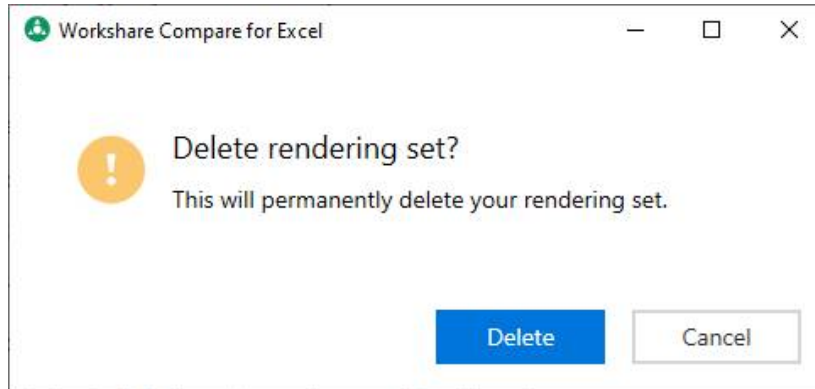 Workshare Compare for Excel
Delete rendering set?
This will permanently delete your rendering set.
Delete
Cancel